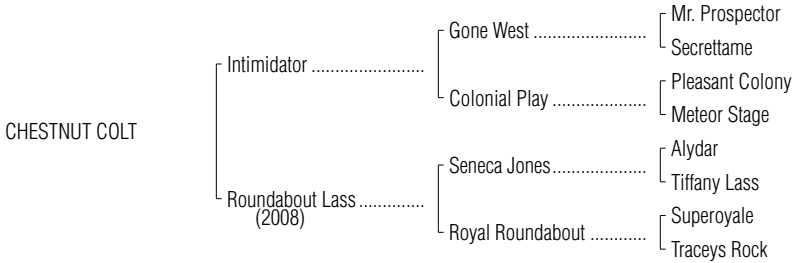 Mr. Prospector
Gone West ........................
Secrettame
Intimidator ........................
Pleasant Colony
Colonial Play ....................
Meteor Stage
CHESTNUT COLT
Alydar
Seneca Jones....................
Tiffany Lass
Roundabout Lass ..............
(2008)
Superoyale
Royal Roundabout ............
Traceys Rock